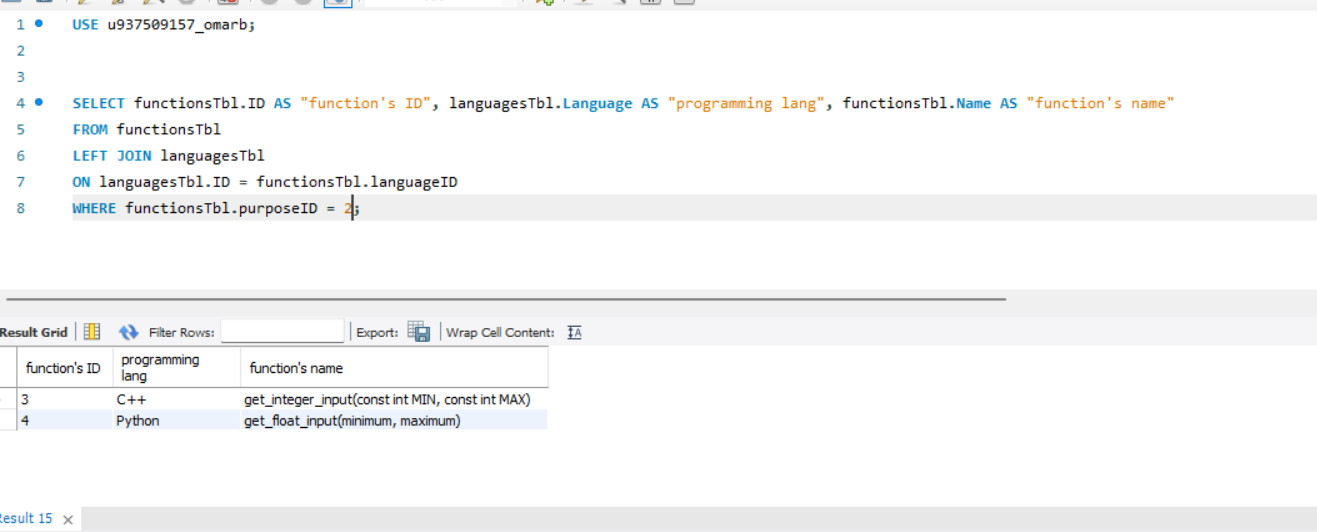 1 USE u937509157_omarb;
2
3
4 SELECT functionsTbl.ID AS "function's ID", languagesTbl.Language AS "programming lang", functionsTbl.Name AS "function's name"
5 FROM functionsTbl
6 LEFT JOIN languagesTbl
7 ON languagesTbl.ID = functionsTbl.languageID
8 WHERE functionsTbl.purposeID = 2;
Result Grid Filter Rows: Export: Wrap Cell Content: IA
function's ID programming lang function's name
3 C++ get_integer_input(const int MIN, const int MAX)
4 Python get_float_input(minimum, maximum)
Result 15 ×